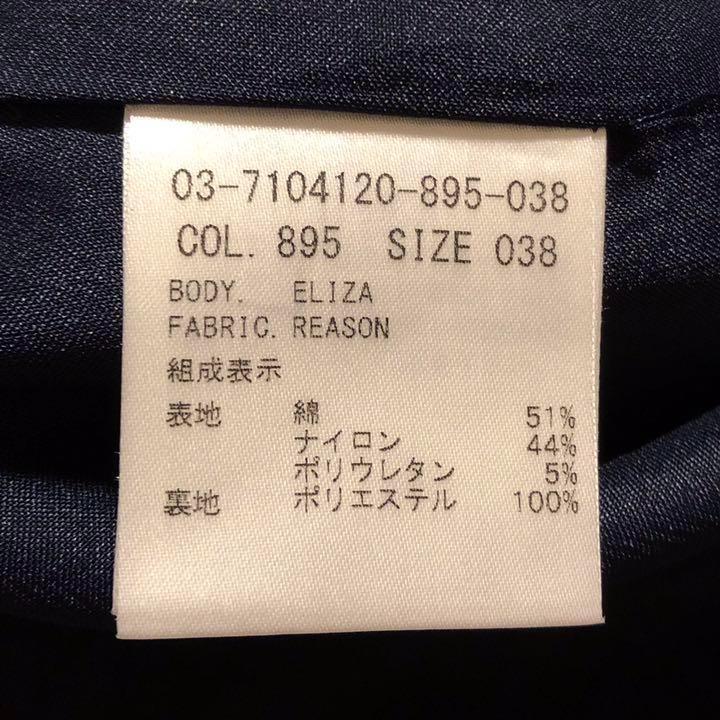 03-7104120-895-038
COL. 895 SIZE 038
BODY. ELIZA
FABRIC. REASON
組成表示
表地 綿 51%
ナイロン 44%
ポリウレタン 5%
裏地 ポリエステル 100%